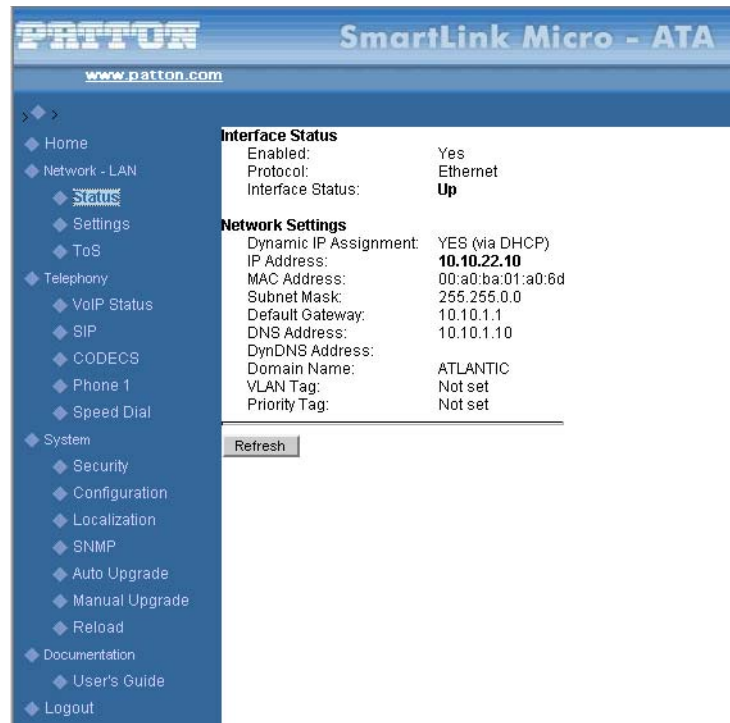 PATTON
SmartLink Micro - ATA
www.patton.com
> >
Home
Network - LAN
Status
Settings
ToS
Telephony
VoIP Status
SIP
CODECS
Phone 1
Speed Dial
System
Security
Configuration
Localization
SNMP
Auto Upgrade
Manual Upgrade
Reload
Documentation
User's Guide
Logout
Interface Status
Enabled: Yes
Protocol: Ethernet
Interface Status: Up
Network Settings
Dynamic IP Assignment: YES (via DHCP)
IP Address: 10.10.22.10
MAC Address: 00:a0:ba:01:a0:6d
Subnet Mask: 255.255.0.0
Default Gateway: 10.10.1.1
DNS Address: 10.10.1.10
DynDNS Address:
Domain Name: ATLANTIC
VLAN Tag: Not set
Priority Tag: Not set
Refresh